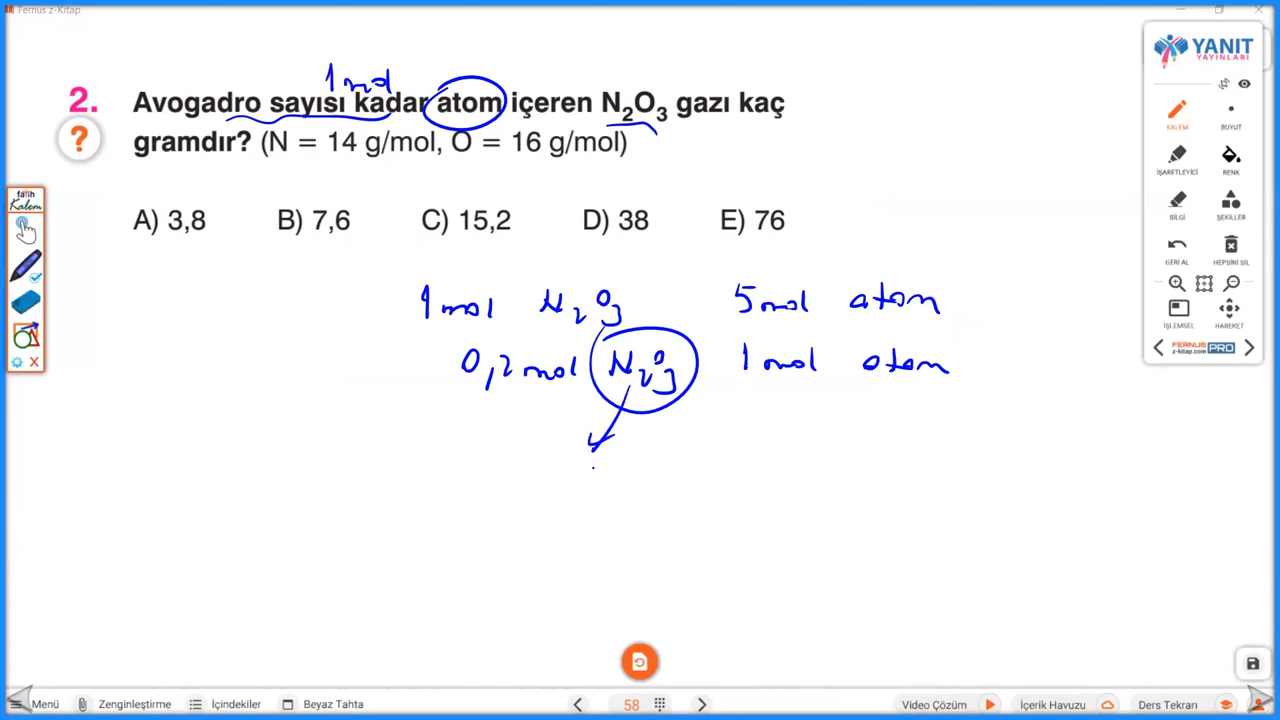 Fernus z-Kitap
1 mol
2. Avogadro sayısı kadar atom içeren N₂O₃ gazı kaç
? gramdır? (N = 14 g/mol, O = 16 g/mol)
A) 3,8 B) 7,6 C) 15,2 D) 38 E) 76
1 mol N₂O₃ 5 mol atom
0,2 mol N₂O₃ 1 mol atom
fatih
Kalem
YANIT
YAYINLARI
KALEM BOYUT
İŞARETLEYİCİ RENK
SİLGİ ŞEKİLLER
GERİ AL HEPSİNİ SİL
İŞLEMSEL HAREKET
FERNUS
z-kitap.com PRO
Menü Zenginleştirme İçindekiler Beyaz Tahta 58 Video Çözüm İçerik Havuzu Ders Tekrarı